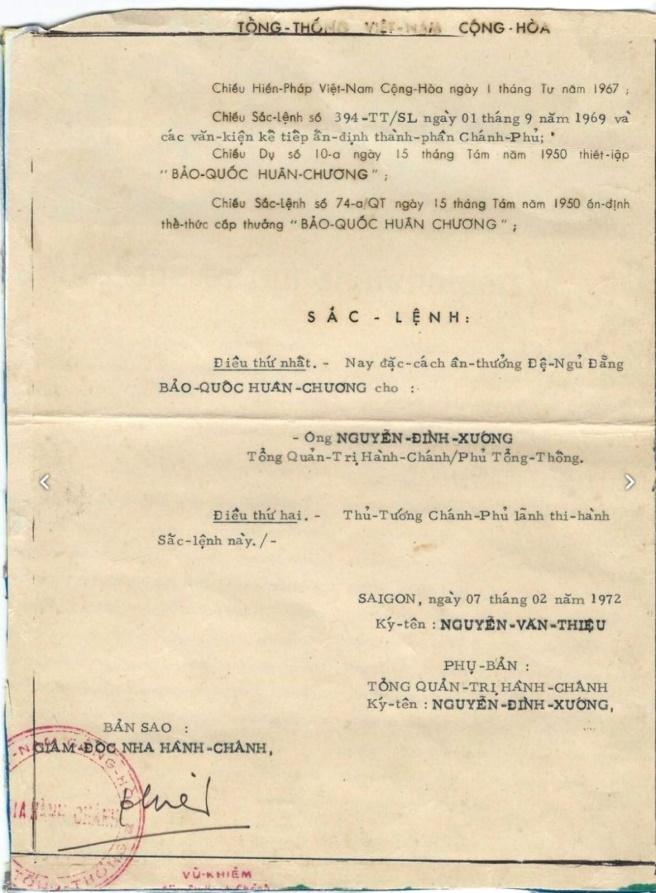 TỔNG-THỐNG VIỆT-NAM CỘNG-HÒA
Chiếu Hiến-Pháp Việt-Nam Cộng-Hòa ngày 1 tháng Tư năm 1967 ;
Chiếu Sắc-Lệnh số 394-TT/SL ngày 01 tháng 9 năm 1969 và
các văn-kiện kế tiếp ấn-định thành-phần Chánh-Phủ;
Chiếu Dụ số 10-a ngày 15 tháng Tám năm 1950 thiết-lập
“ BẢO-QUỐC HUÂN-CHƯƠNG ” ;
Chiếu Sắc-Lệnh số 74-a/QT ngày 15 tháng Tám năm 1950 ấn-định
thể-thức cấp thưởng “ BẢO-QUỐC HUÂN CHƯƠNG ” ;
SẮC - LỆNH:
Điều thứ nhất. - Nay đặc-cách ân-thưởng Đệ-Ngũ Đẳng
BẢO-QUỐC HUÂN-CHƯƠNG cho :
- Ông NGUYỄN-ĐÌNH-XƯỚNG
Tổng Quản-Trị Hành-Chánh/Phủ Tổng-Thống.
Điều thứ hai. - Thủ-Tướng Chánh-Phủ lãnh thi-hành
Sắc-lệnh này./-
SAIGON, ngày 07 tháng 02 năm 1972
Ký-tên : NGUYỄN-VĂN-THIỆU
PHỤ-BẢN :
TỔNG QUẢN-TRỊ HÀNH-CHÁNH
Ký-tên : NGUYỄN-ĐÌNH-XƯỚNG,
BẢN SAO :
GIÁM-ĐỐC NHA HÀNH-CHÁNH,
VŨ-KHIÊM